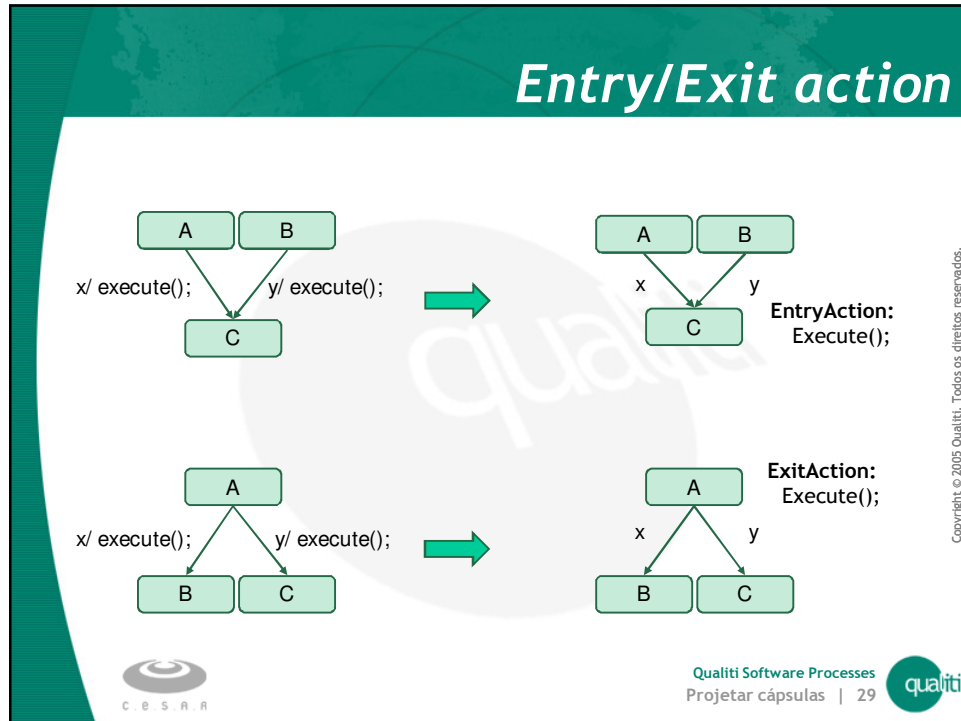 Entry/Exit action
A
B
x/ execute();
y/ execute();
C
A
B
x
y
C
EntryAction:
Execute();
A
x/ execute();
y/ execute();
B
C
A
ExitAction:
Execute();
x
y
B
C
qualiti
Copyright © 2005 Qualiti. Todos os direitos reservados.
C.E.S.A.R
Qualiti Software Processes
Projetar cápsulas | 29
qualiti